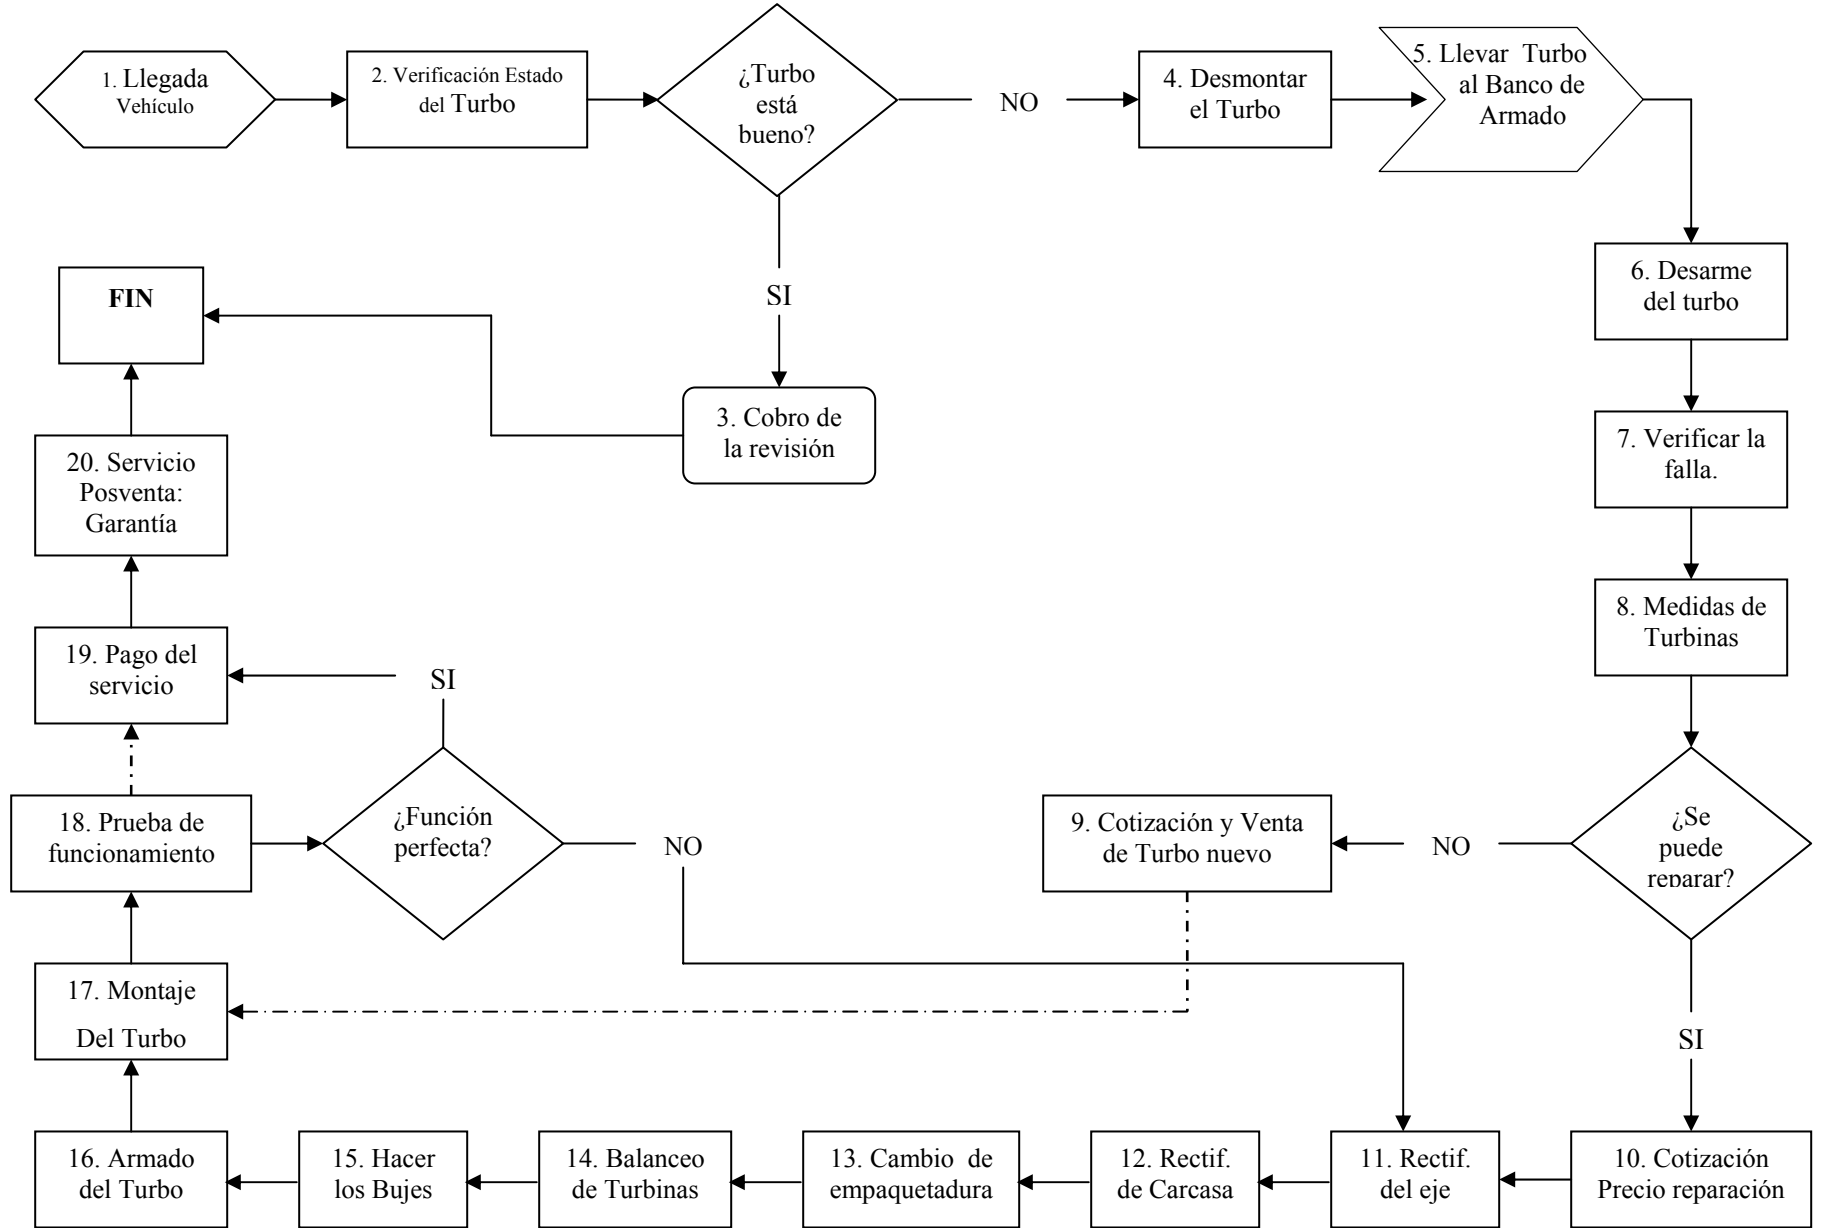 1. Llegada
Vehículo
2. Verificación Estado
del Turbo
¿Turbo
está
bueno?
NO
4. Desmontar
el Turbo
5. Llevar Turbo
al Banco de
Armado
SI
3. Cobro de
la revisión
FIN
6. Desarme
del turbo
7. Verificar la
falla.
8. Medidas de
Turbinas
¿Se
puede
reparar?
NO
9. Cotización y Venta
de Turbo nuevo
SI
10. Cotización
Precio reparación
11. Rectif.
del eje
12. Rectif.
de Carcasa
13. Cambio de
empaquetadura
14. Balanceo
de Turbinas
15. Hacer
los Bujes
16. Armado
del Turbo
17. Montaje
Del Turbo
18. Prueba de
funcionamiento
¿Función
perfecta?
NO
SI
19. Pago del
servicio
20. Servicio
Posventa:
Garantía